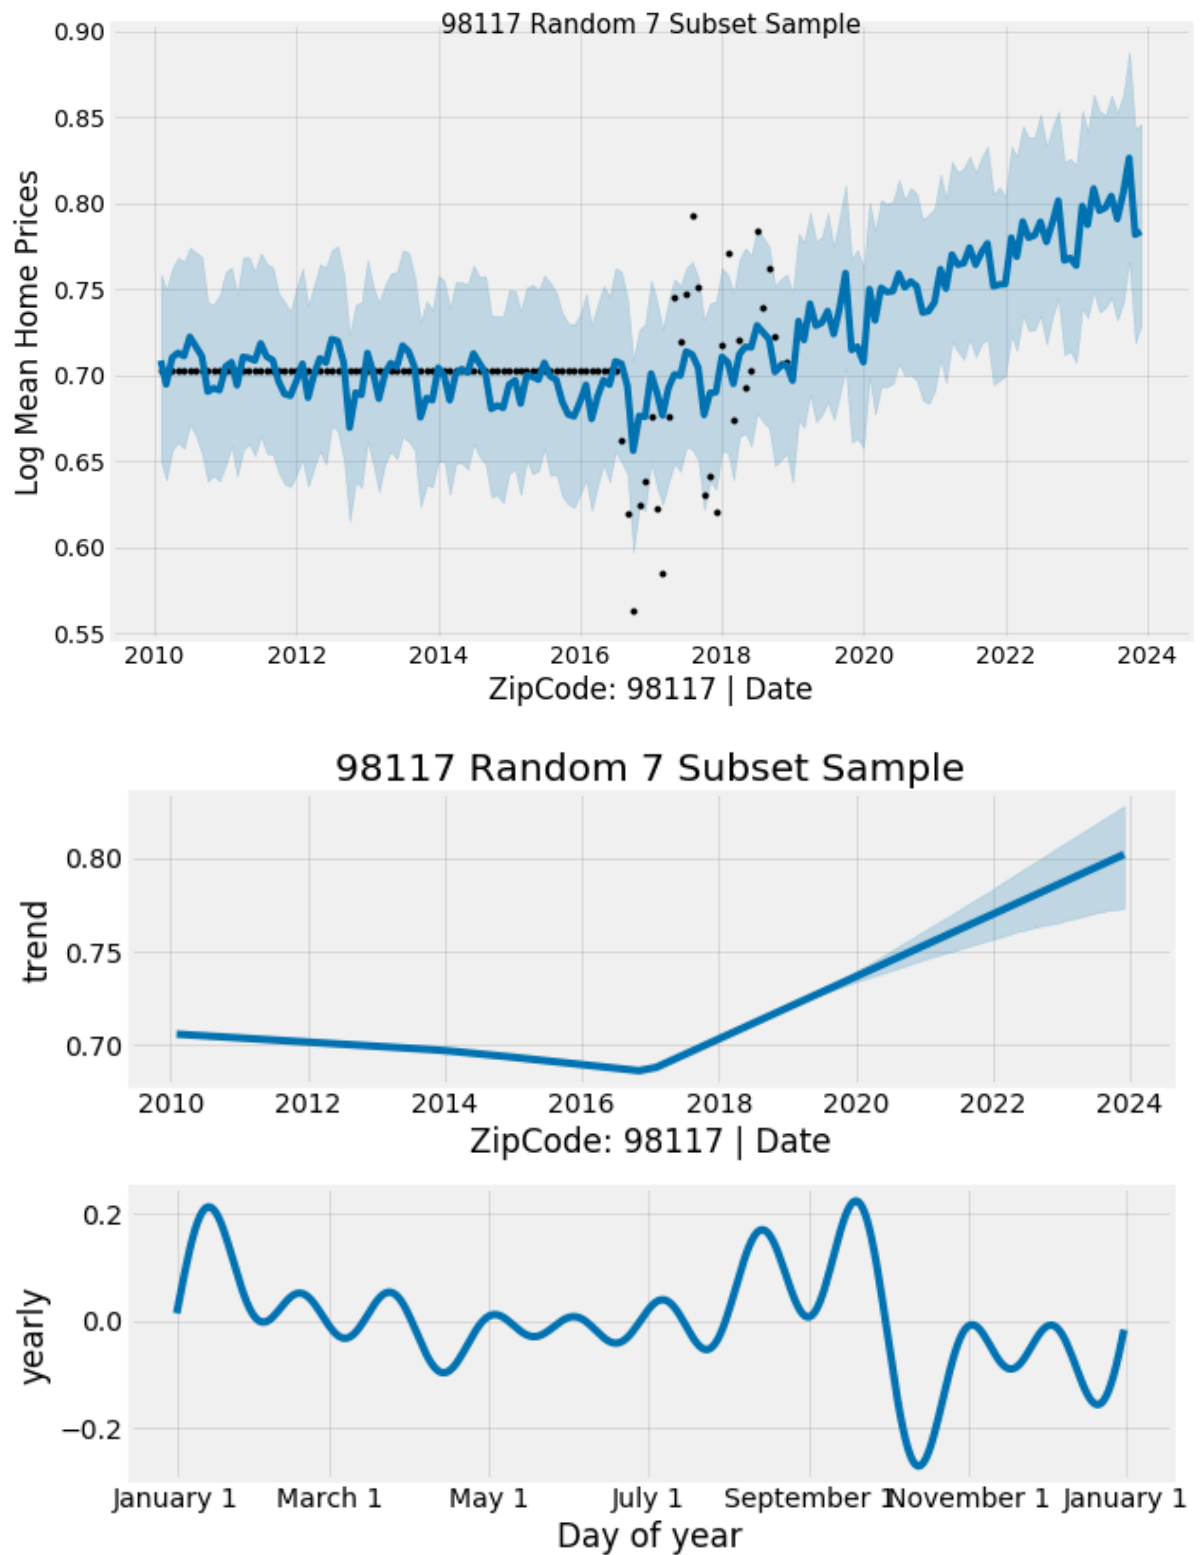 98117 Random 7 Subset Sample
0.90
0.85
0.80
0.75
0.70
0.65
0.60
0.55
Log Mean Home Prices
2010 2012 2014 2016 2018 2020 2022 2024
ZipCode: 98117 | Date
98117 Random 7 Subset Sample
0.80
0.75
0.70
trend
2010 2012 2014 2016 2018 2020 2022 2024
ZipCode: 98117 | Date
0.2
0.0
−0.2
yearly
January 1 March 1 May 1 July 1 September 1 November 1 January 1
Day of year